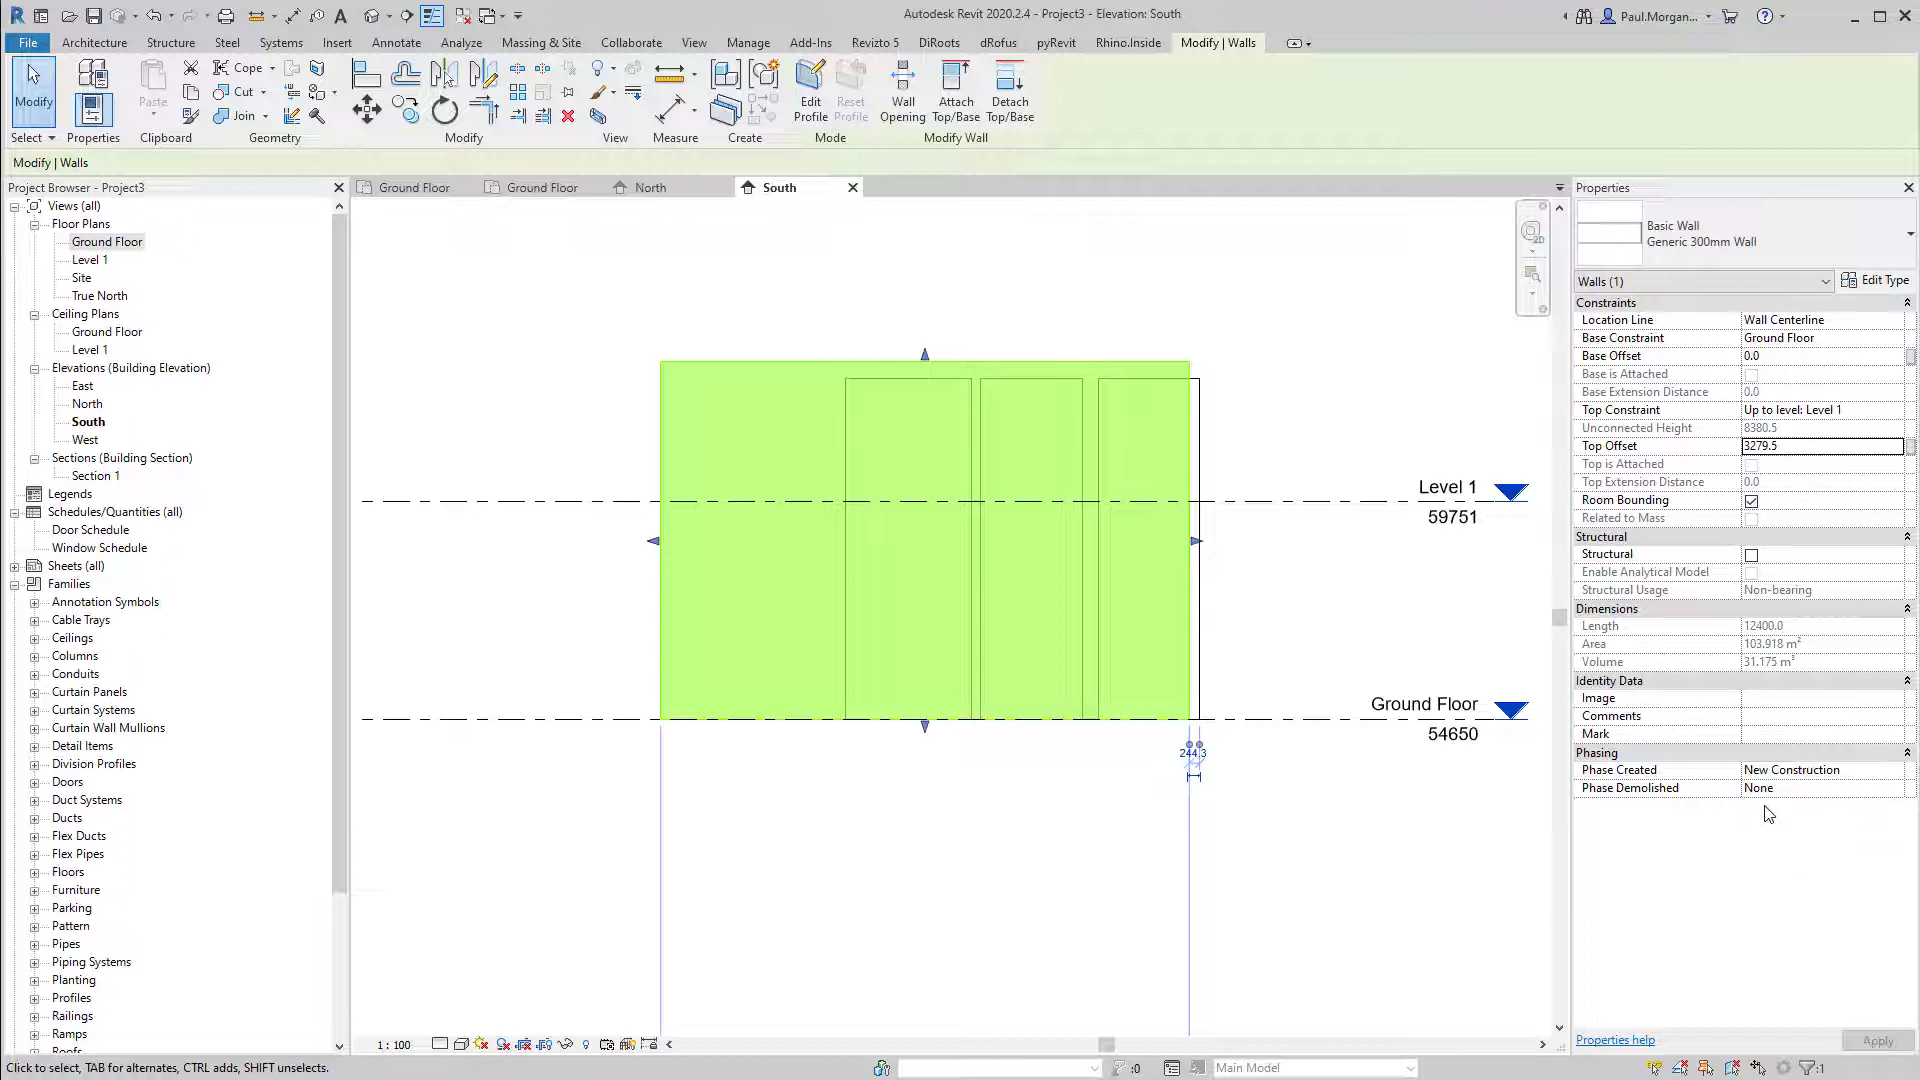 Autodesk Revit 2020.2.4 - Project3 - Elevation: South
Paul.Morgan...
File Architecture Structure Steel Systems Insert Annotate Analyze Massing & Site Collaborate View Manage Add-Ins Revizto 5 DiRoots dRofus pyRevit Rhino.Inside Modify | Walls
Modify
Paste
Cope
Cut
Join
Edit Profile
Reset Profile
Wall Opening
Attach Top/Base
Detach Top/Base
Select Properties Clipboard Geometry Modify View Measure Create Mode Modify Wall
Modify | Walls
Project Browser - Project3
Views (all)
Floor Plans
Ground Floor
Level 1
Site
True North
Ceiling Plans
Ground Floor
Level 1
Elevations (Building Elevation)
East
North
South
West
Sections (Building Section)
Section 1
Legends
Schedules/Quantities (all)
Door Schedule
Window Schedule
Sheets (all)
Families
Annotation Symbols
Cable Trays
Ceilings
Columns
Conduits
Curtain Panels
Curtain Systems
Curtain Wall Mullions
Detail Items
Division Profiles
Doors
Duct Systems
Ducts
Flex Ducts
Flex Pipes
Floors
Furniture
Parking
Pattern
Pipes
Piping Systems
Planting
Profiles
Railings
Ramps
Roofs
Ground Floor
Ground Floor
North
South
2D
Level 1
59751
Ground Floor
54650
244.3
1 : 100
Properties
Basic Wall
Generic 300mm Wall
Walls (1)
Edit Type
Constraints
Location Line Wall Centerline
Base Constraint Ground Floor
Base Offset 0.0
Base is Attached
Base Extension Distance 0.0
Top Constraint Up to level: Level 1
Unconnected Height 8380.5
Top Offset 3279.5
Top is Attached
Top Extension Distance 0.0
Room Bounding
Related to Mass
Structural
Structural
Enable Analytical Model
Structural Usage Non-bearing
Dimensions
Length 12400.0
Area 103.918 m²
Volume 31.175 m³
Identity Data
Image
Comments
Mark
Phasing
Phase Created New Construction
Phase Demolished None
Properties help
Apply
Click to select, TAB for alternates, CTRL adds, SHIFT unselects.
:0
Main Model
:1